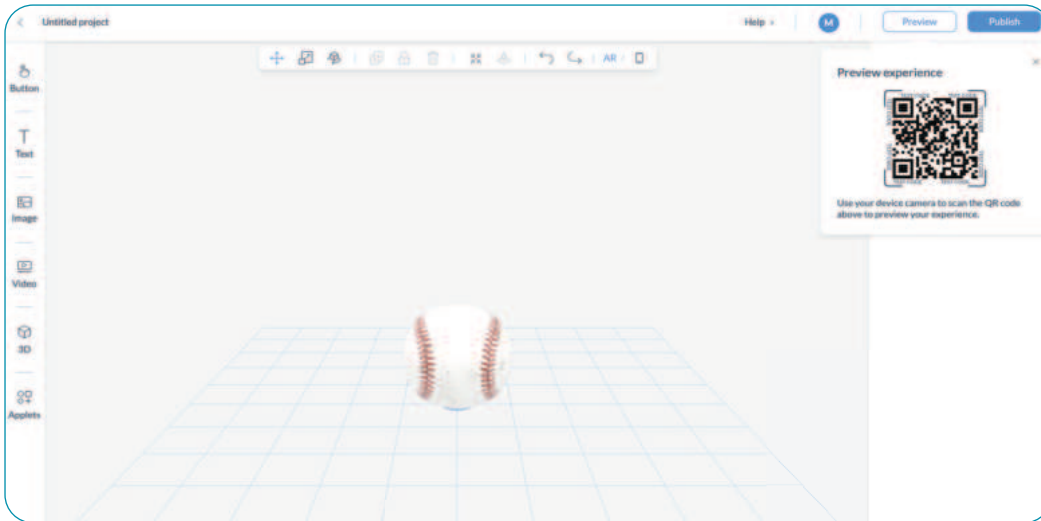 Untitled project
Help
M
Preview
Publish
AR
Button
Text
Image
Video
3D
Applets
Preview experience
Use your device camera to scan the QR code
above to preview your experience.